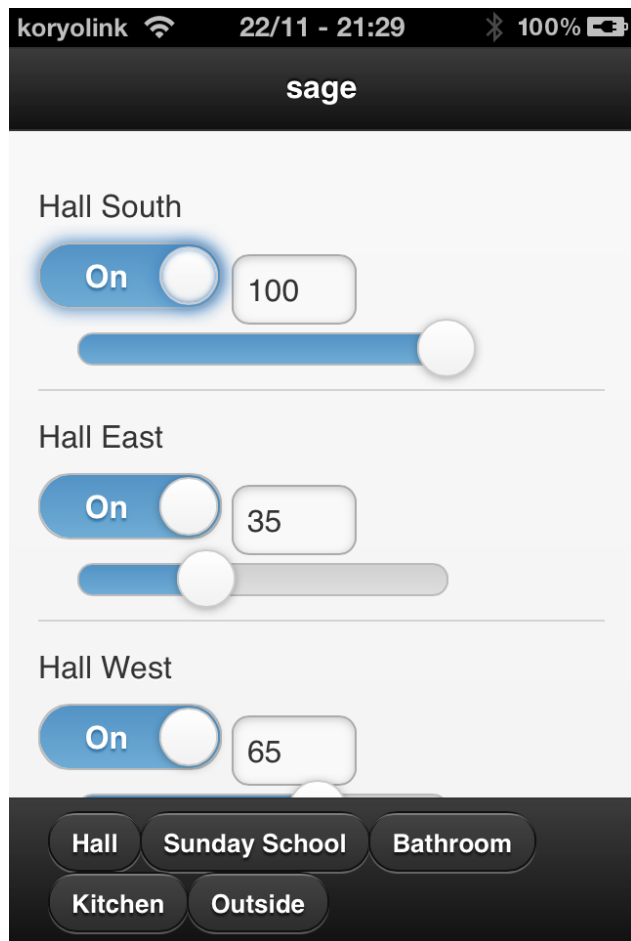 koryolink 22/11 - 21:29 100%
sage
Hall South
On 100
Hall East
On 35
Hall West
On 65
Hall Sunday School Bathroom
Kitchen Outside